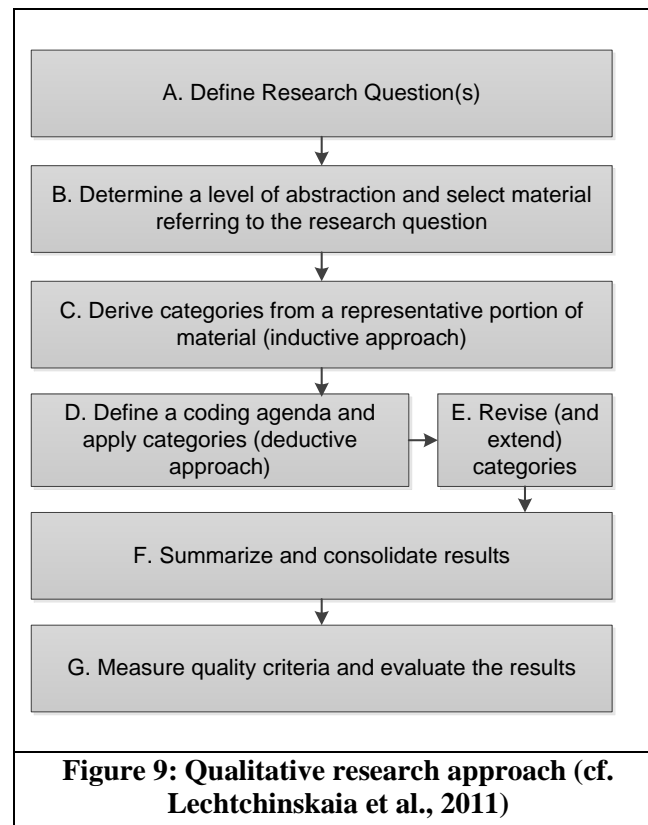 A. Define Research Question(s)
B. Determine a level of abstraction and select material
referring to the research question
C. Derive categories from a representative portion of
material (inductive approach)
D. Define a coding agenda and
apply categories (deductive
approach)
E. Revise (and
extend)
categories
F. Summarize and consolidate results
G. Measure quality criteria and evaluate the results
Figure 9: Qualitative research approach (cf.
Lechtchinskaia et al., 2011)